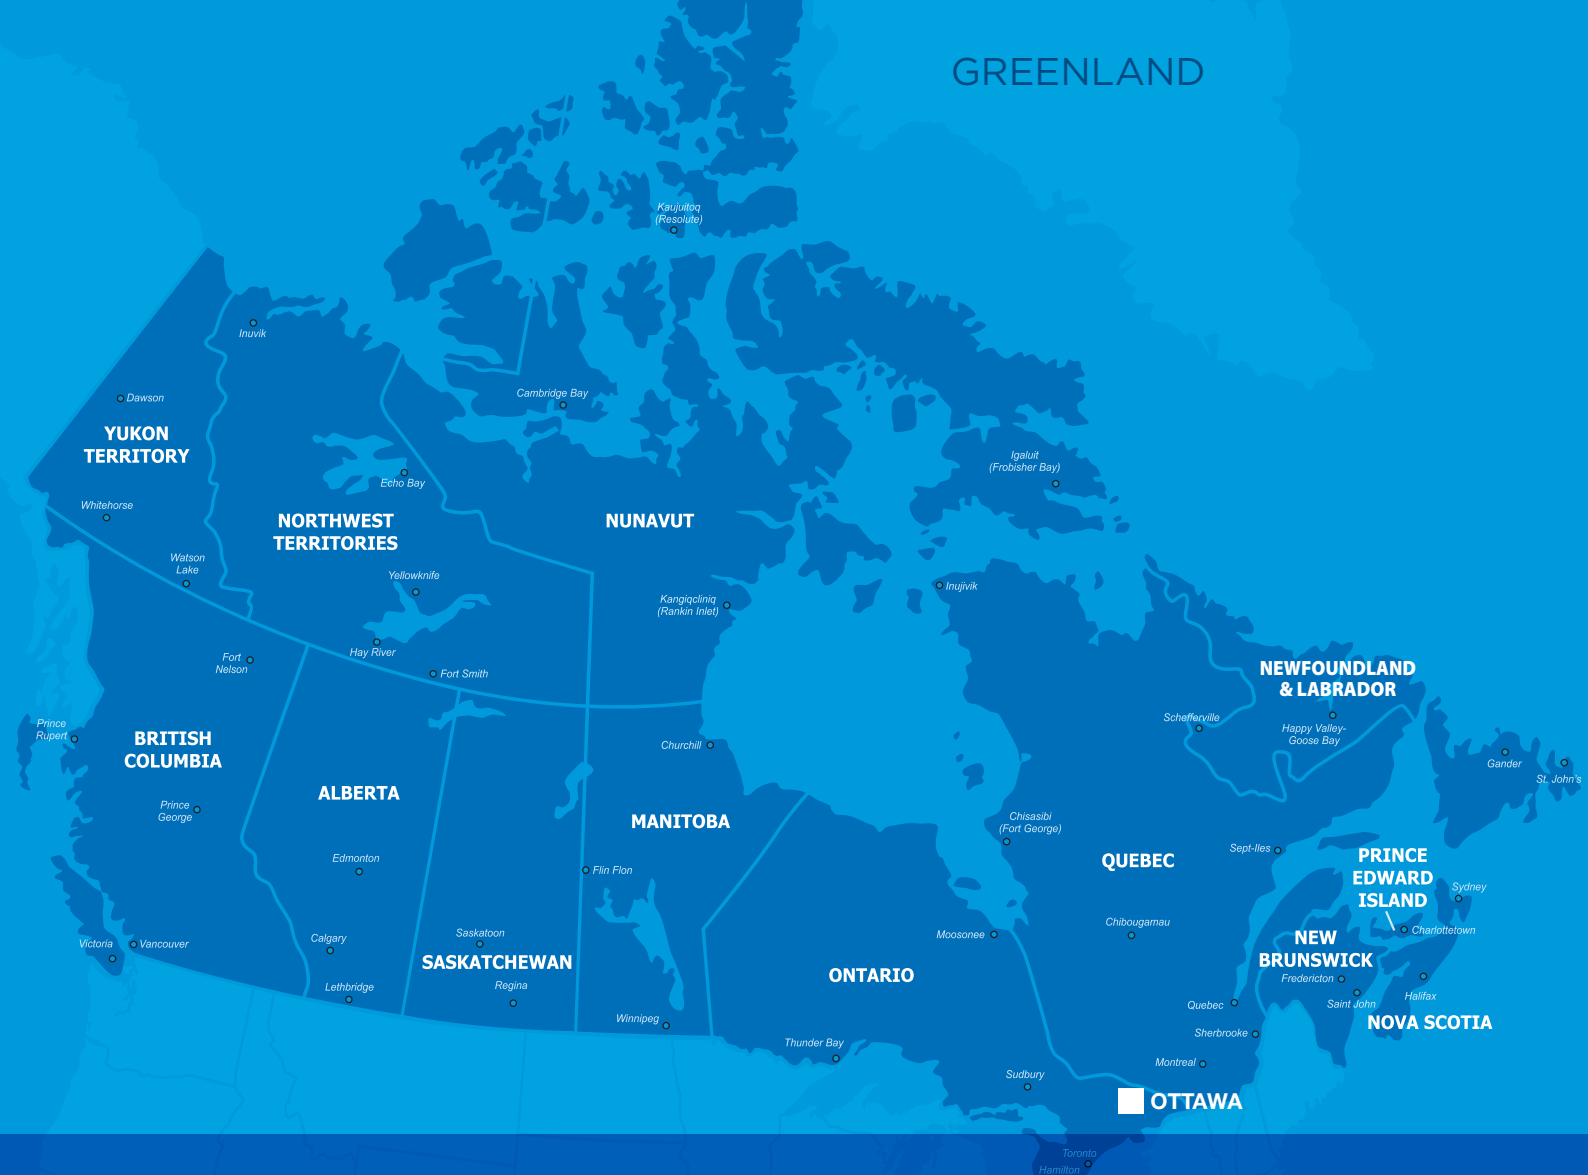 GREENLAND
Kaujuitoq
(Resolute)
Inuvik
Cambridge Bay
Dawson
YUKON
TERRITORY
Igaluit
(Frobisher Bay)
Echo Bay
Whitehorse
NORTHWEST
TERRITORIES
NUNAVUT
Watson
Lake
Yellowknife
Inujivik
Kangiqcliniq
(Rankin Inlet)
Hay River
Fort
Nelson
Fort Smith
NEWFOUNDLAND
& LABRADOR
Prince
Rupert
Schefferville
Happy Valley-
Goose Bay
BRITISH
COLUMBIA
Churchill
Gander
St. John's
ALBERTA
Prince
George
MANITOBA
Chisasibi
(Fort George)
Edmonton
Flin Flon
QUEBEC
Sept-Iles
PRINCE
EDWARD
ISLAND
Sydney
Chibougamau
Charlottetown
Victoria
Vancouver
Calgary
Saskatoon
SASKATCHEWAN
Moosonee
NEW
BRUNSWICK
ONTARIO
Fredericton
Lethbridge
Regina
Halifax
Saint John
Quebec
Winnipeg
NOVA SCOTIA
Sherbrooke
Thunder Bay
Montreal
Sudbury
OTTAWA
Toronto
Hamilton